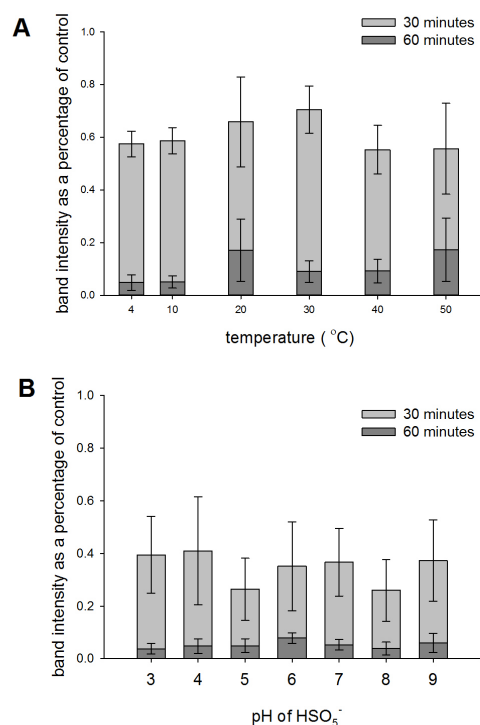 A
30 minutes
60 minutes
band intensity as a percentage of control
1.0
0.8
0.6
0.4
0.2
0.0
4 10 20 30 40 50
temperature ( °C)
B
30 minutes
60 minutes
band intensity as a percentage of control
1.0
0.8
0.6
0.4
0.2
0.0
3 4 5 6 7 8 9
pH of HSO₅⁻